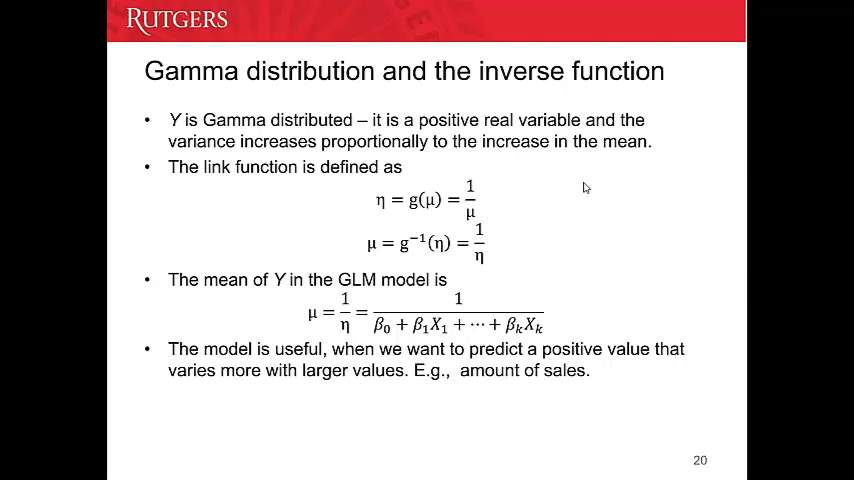 RUTGERS
Gamma distribution and the inverse function
• Y is Gamma distributed – it is a positive real variable and the
variance increases proportionally to the increase in the mean.
• The link function is defined as
η = g(μ) = 1/μ
μ = g⁻¹(η) = 1/η
• The mean of Y in the GLM model is
μ = 1/η = 1/(β₀ + β₁X₁ + ⋯ + βₖXₖ)
• The model is useful, when we want to predict a positive value that
varies more with larger values. E.g., amount of sales.
20